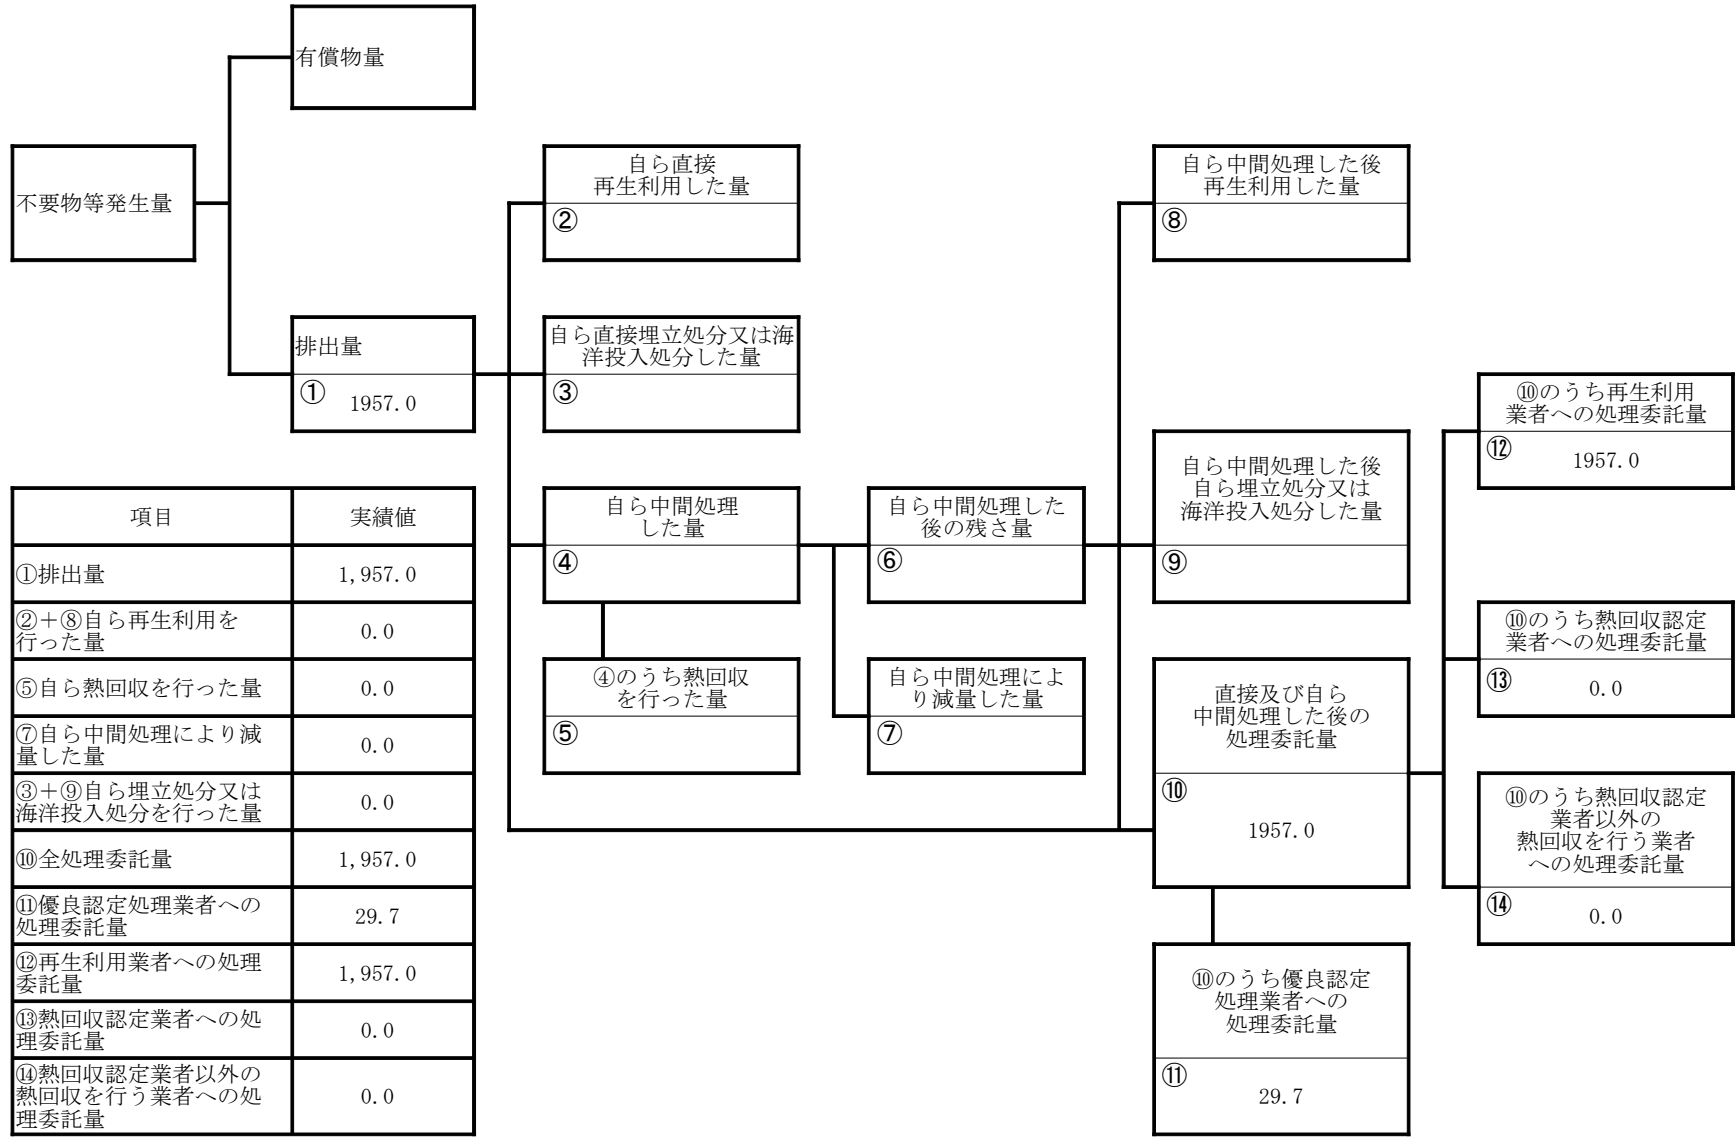 有償物量
不要物等発生量
排出量
①
1957.0
自ら直接
再生利用した量
②
自ら直接埋立処分又は海
洋投入処分した量
③
自ら中間処理
した量
④
④のうち熱回収
を行った量
⑤
自ら中間処理した
後の残さ量
⑥
自ら中間処理によ
り減量した量
⑦
自ら中間処理した後
再生利用した量
⑧
自ら中間処理した後
自ら埋立処分又は
海洋投入処分した量
⑨
直接及び自ら
中間処理した後の
処理委託量
⑩
1957.0
⑩のうち優良認定
処理業者への
処理委託量
⑪
29.7
⑩のうち再生利用
業者への処理委託量
⑫
1957.0
⑩のうち熱回収認定
業者への処理委託量
⑬
0.0
⑩のうち熱回収認定
業者以外の
熱回収を行う業者
への処理委託量
⑭
0.0
項目
実績値
①排出量
1,957.0
②＋⑧自ら再生利用を
行った量
0.0
⑤自ら熱回収を行った量
0.0
⑦自ら中間処理により減
量した量
0.0
③＋⑨自ら埋立処分又は
海洋投入処分を行った量
0.0
⑩全処理委託量
1,957.0
⑪優良認定処理業者への
処理委託量
29.7
⑫再生利用業者への処理
委託量
1,957.0
⑬熱回収認定業者への処
理委託量
0.0
⑭熱回収認定業者以外の
熱回収を行う業者への処
理委託量
0.0